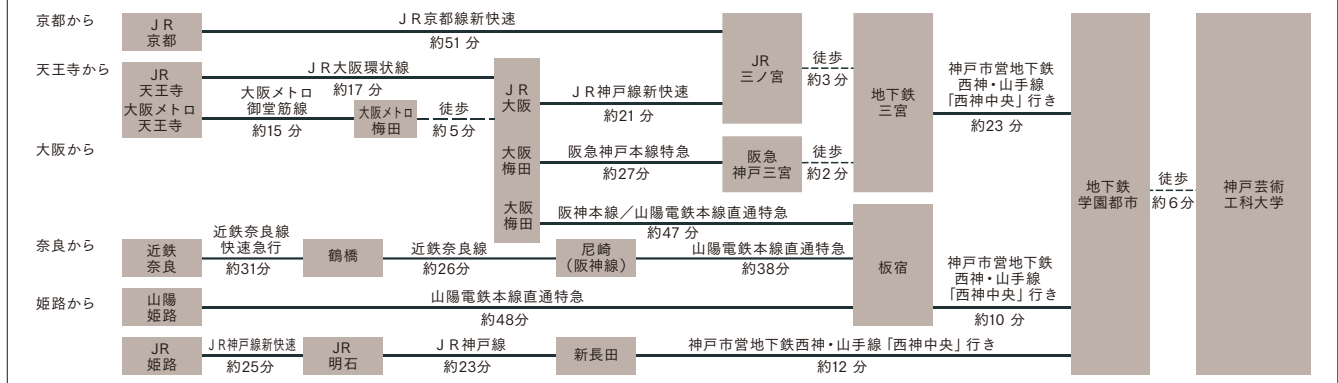 京都から
JR
京都
JR京都線新快速
約51 分
JR
三ノ宮
徒歩
約3分
地下鉄
三宮
神戸市営地下鉄
西神・山手線
「西神中央」行き
約23 分
地下鉄
学園都市
徒歩
約6分
神戸芸術
工科大学
天王寺から
JR
天王寺
大阪メトロ
天王寺
JR大阪環状線
約17 分
大阪メトロ
御堂筋線
約15 分
大阪メトロ
梅田
徒歩
約5分
JR
大阪
JR神戸線新快速
約21 分
大阪から
大阪
梅田
阪急神戸本線特急
約27分
阪急
神戸三宮
徒歩
約2分
大阪
梅田
阪神本線／山陽電鉄本線直通特急
約47 分
奈良から
近鉄
奈良
近鉄奈良線
快速急行
約31分
鶴橋
近鉄奈良線
約26分
尼崎
（阪神線）
山陽電鉄本線直通特急
約38分
板宿
神戸市営地下鉄
西神・山手線
「西神中央」行き
約10 分
姫路から
山陽
姫路
山陽電鉄本線直通特急
約48分
JR
姫路
JR神戸線新快速
約25分
JR
明石
JR神戸線
約23分
新長田
神戸市営地下鉄西神・山手線「西神中央」行き
約12 分